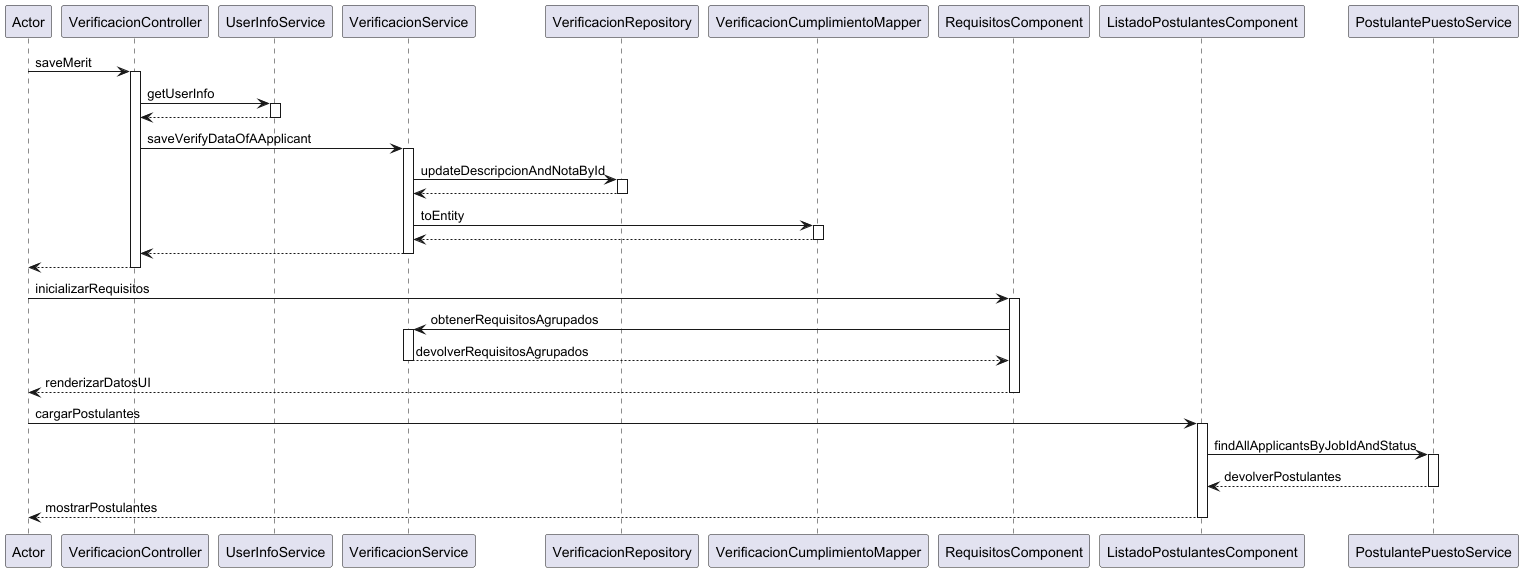 Actor
VerificacionController
UserInfoService
VerificacionService
VerificacionRepository
VerificacionCumplimientoMapper
RequisitosComponent
ListadoPostulantesComponent
PostulantePuestoService
saveMerit
getUserInfo
saveVerifyDataOfAApplicant
updateDescripcionAndNotaById
toEntity
inicializarRequisitos
obtenerRequisitosAgrupados
devolverRequisitosAgrupados
renderizarDatosUI
cargarPostulantes
findAllApplicantsByJobIdAndStatus
devolverPostulantes
mostrarPostulantes
Actor
VerificacionController
UserInfoService
VerificacionService
VerificacionRepository
VerificacionCumplimientoMapper
RequisitosComponent
ListadoPostulantesComponent
PostulantePuestoService